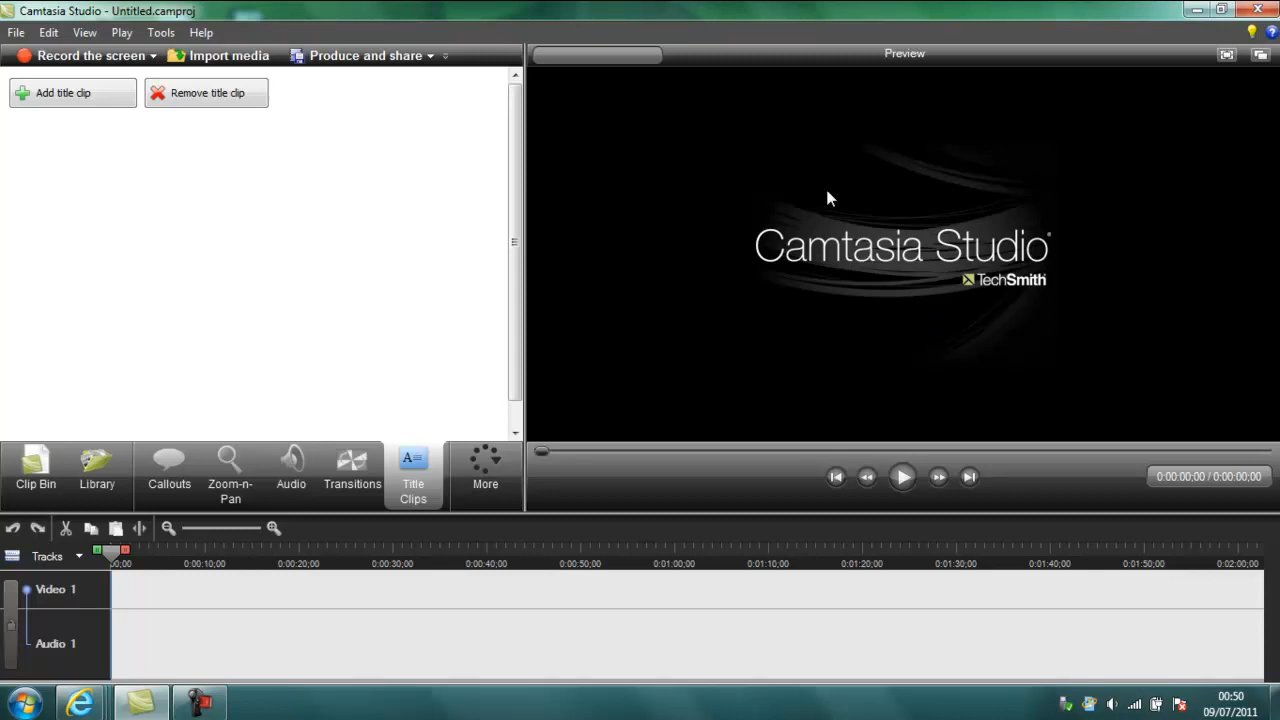 Camtasia Studio - Untitled.camproj
File Edit View Play Tools Help
Record the screen Import media Produce and share
Preview
Add title clip Remove title clip
Camtasia Studio
TechSmith
Clip Bin Library Callouts Zoom-n-Pan Audio Transitions Title Clips More
0:00:00;00 / 0:00:00;00
Tracks
00;00 0:00:10;00 0:00:20;00 0:00:30;00 0:00:40;00 0:00:50;00 0:01:00;00 0:01:10;00 0:01:20;00 0:01:30;00 0:01:40;00 0:01:50;00 0:02:00;00
Video 1
Audio 1
00:50
09/07/2011